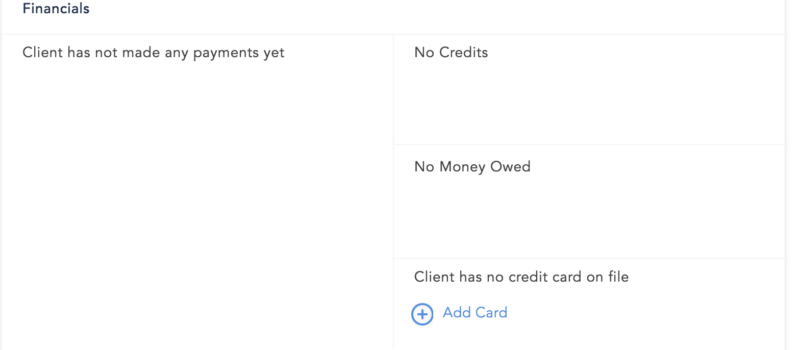 Financials
Client has not made any payments yet
No Credits
No Money Owed
Client has no credit card on file
Add Card